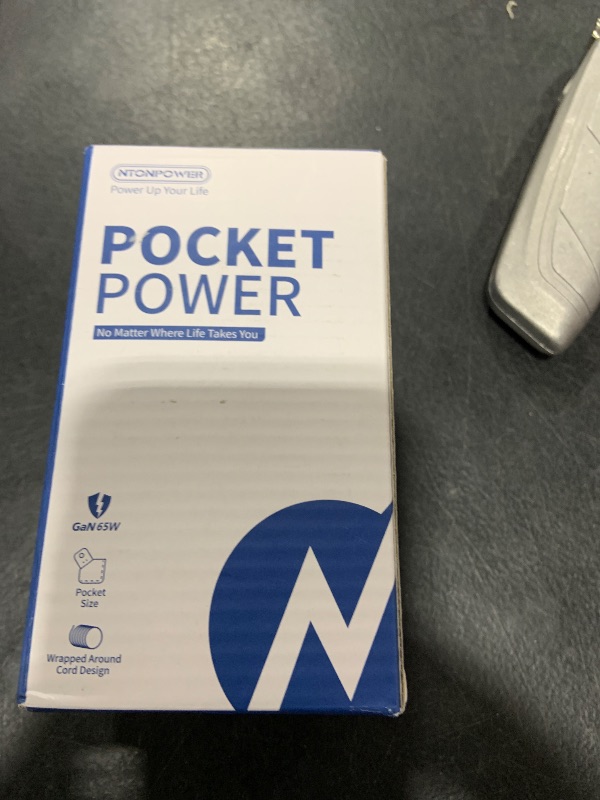 NTONPOWER
Power Up Your Life
POCKET
POWER
No Matter Where Life Takes You
GaN 65W
Pocket
Size
Wrapped Around
Cord Design